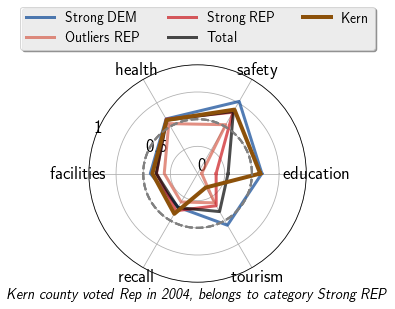 Strong DEM Strong REP Kern
Outliers REP Total
health safety
1
0.5
0
facilities education
recall tourism
Kern county voted Rep in 2004, belongs to category Strong REP